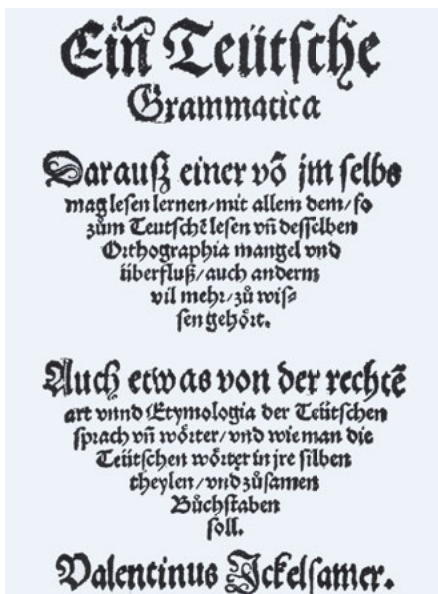 Ein Teütſche
Grammatica
Darauß einer võ jm ſelbs
mag leſen lernen/mit allem dem/ſo
zům Teutſchẽ leſen vñ deſſelben
Orthographia mangel vnd
überfluß/auch anderm
vil mehr/zů wiſ⸗
ſen gehört.
Auch etwas von der rechtẽ
art vnnd Etymologia der Teütſchen
ſprach vñ wörter/vnd wie man die
Teütſchen wörter in jre ſilben
theylen/vnd zůſamen
Bůchſtaben
ſoll.
Valentinus Jckelſamer.